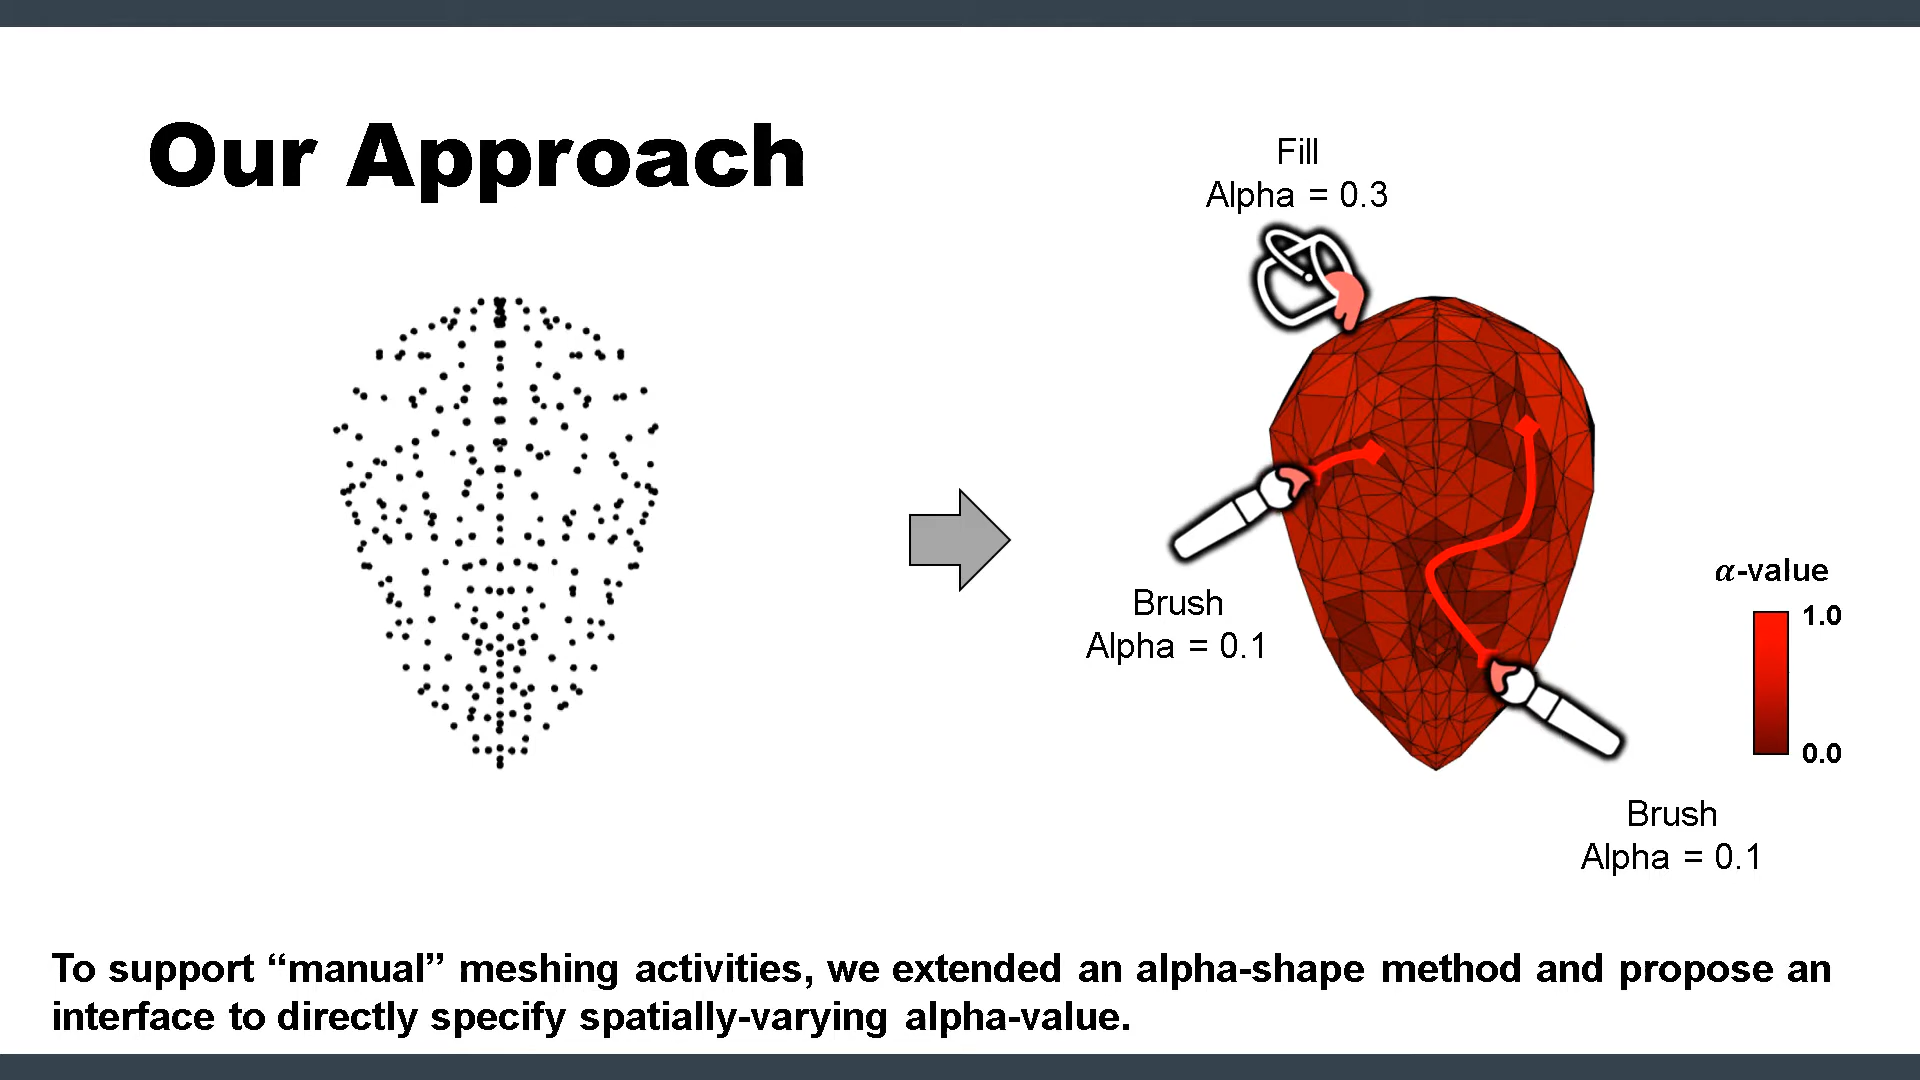 Our Approach
Fill
Alpha = 0.3
Brush
Alpha = 0.1
𝜶-value
1.0
0.0
Brush
Alpha = 0.1
To support “manual” meshing activities, we extended an alpha-shape method and propose an
interface to directly specify spatially-varying alpha-value.